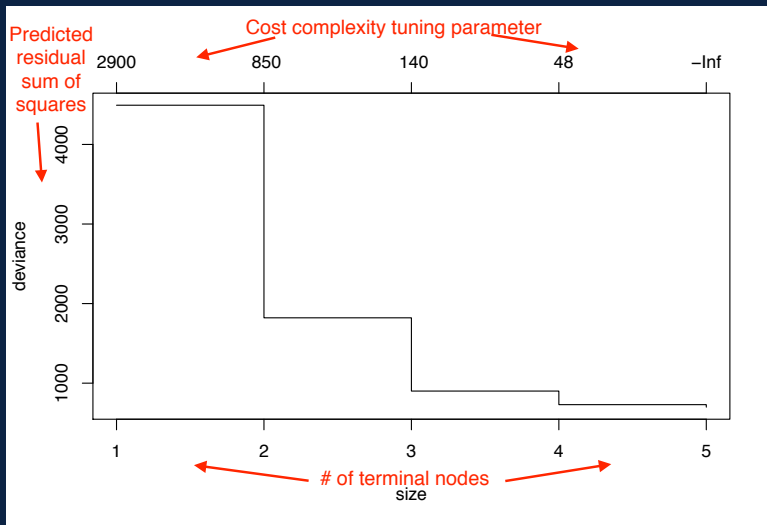 Predicted
residual
sum of
squares
Cost complexity tuning parameter
2900 850 140 48 −Inf
deviance
4000
3000
2000
1000
1 2 3 4 5
# of terminal nodes
size